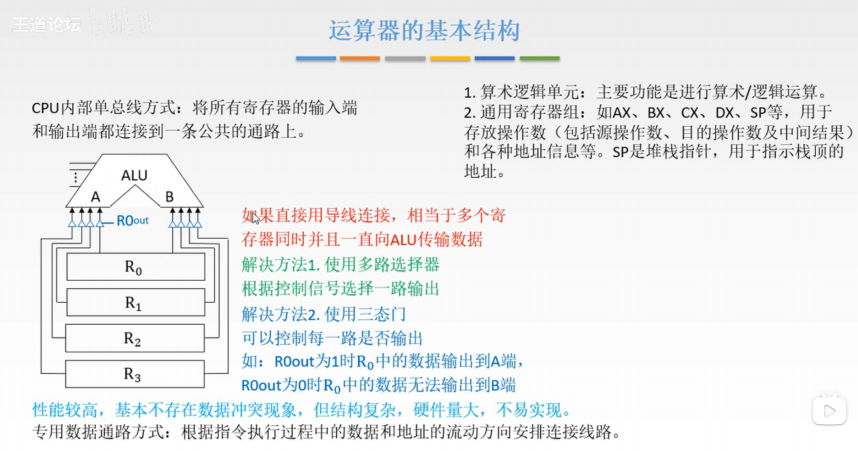 王道论坛
运算器的基本结构
CPU内部单总线方式：将所有寄存器的输入端
和输出端都连接到一条公共的通路上。
1. 算术逻辑单元：主要功能是进行算术/逻辑运算。
2. 通用寄存器组：如AX、BX、CX、DX、SP等，用于
存放操作数（包括源操作数、目的操作数及中间结果）
和各种地址信息等。SP是堆栈指针，用于指示栈顶的
地址。
ALU
A
B
R0out
R0
R1
R2
R3
如果直接用导线连接，相当于多个寄
存器同时并且一直向ALU传输数据
解决方法1. 使用多路选择器
根据控制信号选择一路输出
解决方法2. 使用三态门
可以控制每一路是否输出
如：R0out为1时R0中的数据输出到A端，
R0out为0时R0中的数据无法输出到B端
性能较高，基本不存在数据冲突现象，但结构复杂，硬件量大，不易实现。
专用数据通路方式：根据指令执行过程中的数据和地址的流动方向安排连接线路。